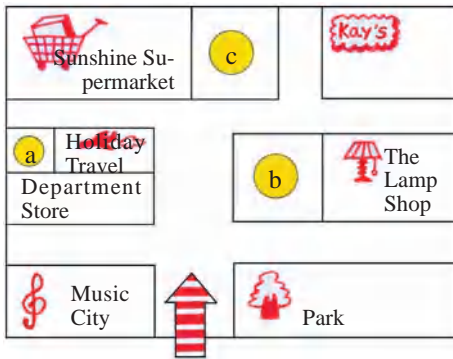 Sunshine Su-
permarket
c
Kay's
a
Holiday
Travel
Department
Store
b
The
Lamp
Shop
Music
City
Park